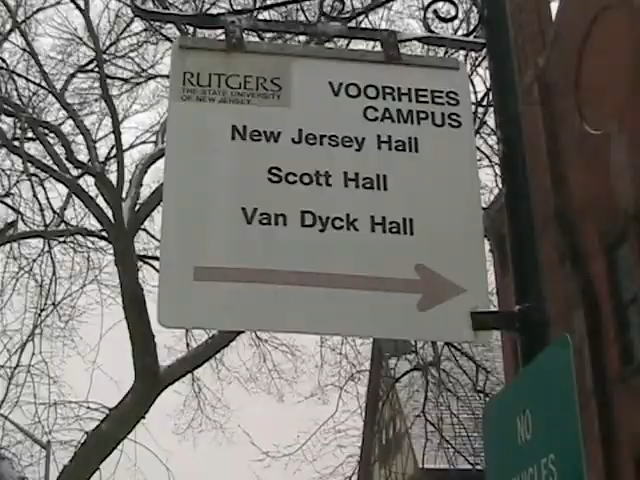 RUTGERS
THE STATE UNIVERSITY
OF NEW JERSEY
VOORHEES
CAMPUS
New Jersey Hall
Scott Hall
Van Dyck Hall
NO